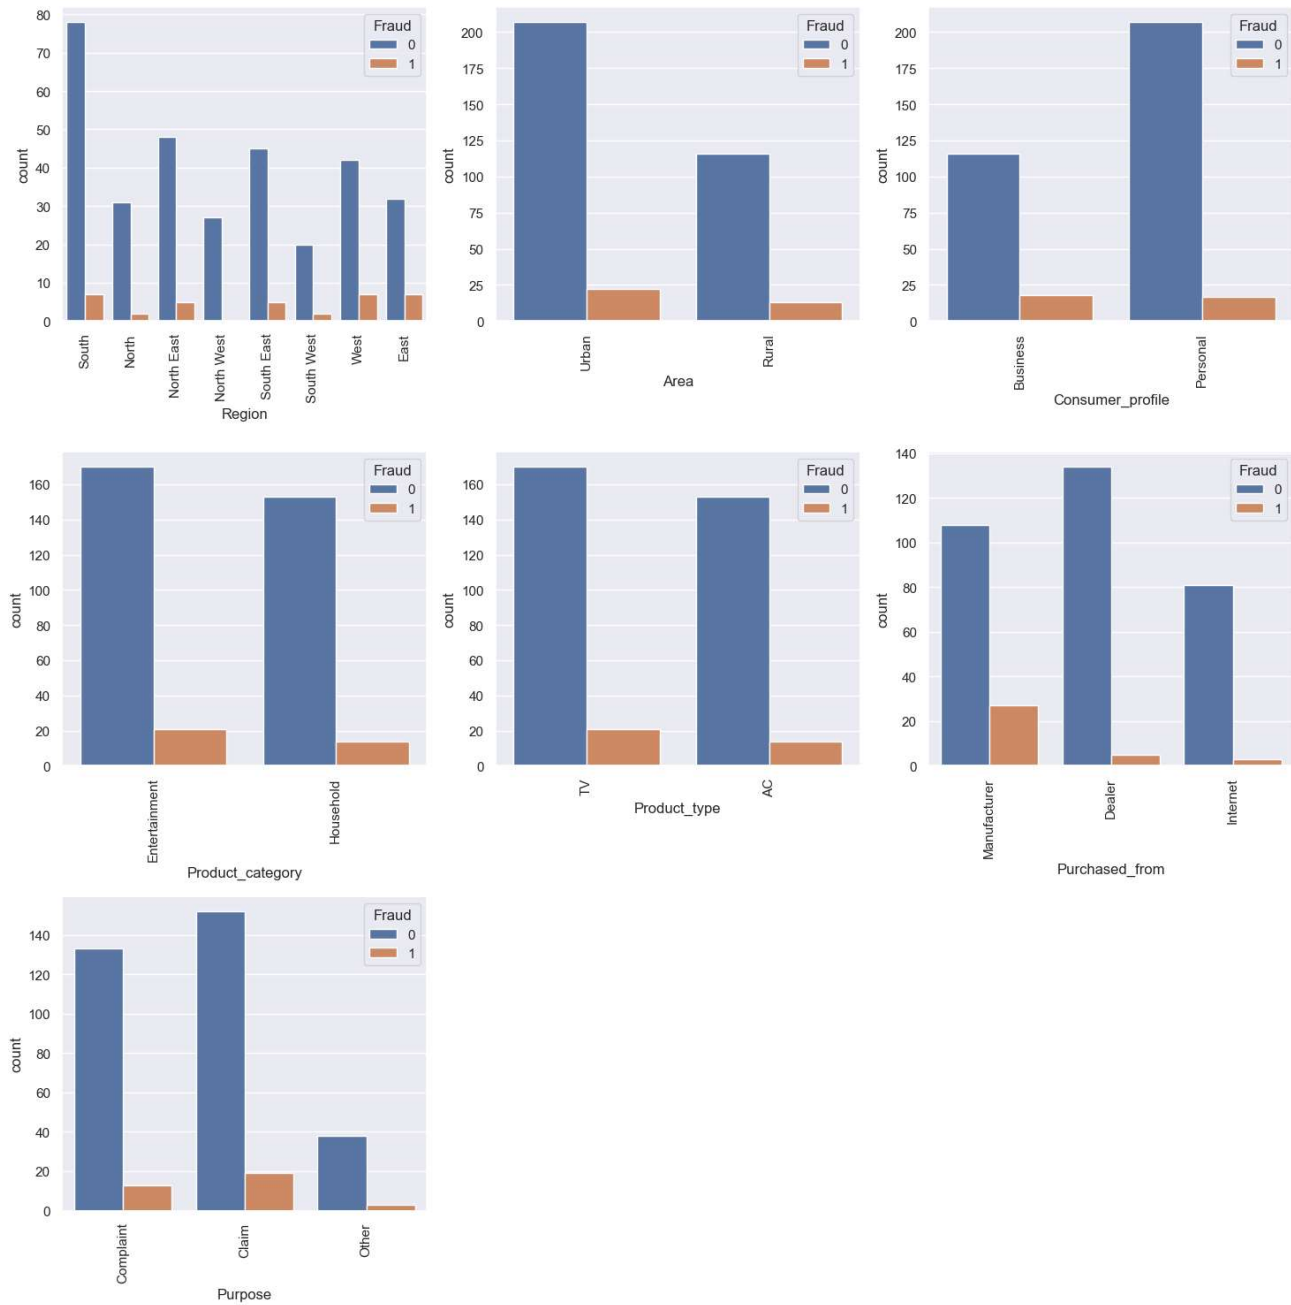 80
70
60
50
40
30
20
10
0
count
Fraud
0
1
South
North
North East
North West
South East
South West
West
East
Region
200
175
150
125
100
75
50
25
0
count
Fraud
0
1
Urban
Rural
Area
200
175
150
125
100
75
50
25
0
count
Fraud
0
1
Business
Personal
Consumer_profile
160
140
120
100
80
60
40
20
0
count
Fraud
0
1
Entertainment
Household
Product_category
160
140
120
100
80
60
40
20
0
count
Fraud
0
1
TV
AC
Product_type
140
120
100
80
60
40
20
0
count
Fraud
0
1
Manufacturer
Dealer
Internet
Purchased_from
140
120
100
80
60
40
20
0
count
Fraud
0
1
Complaint
Claim
Other
Purpose